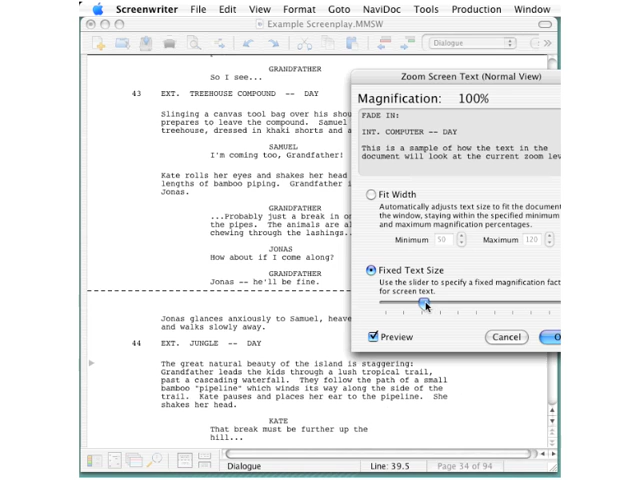 Screenwriter File Edit View Format Goto NaviDoc Tools Production Window
Example Screenplay.MMSW
Dialogue
GRANDFATHER
So I see...
43 EXT. TREEHOUSE COMPOUND -- DAY
Slinging a canvas tool bag over his shou
prepares to leave the compound. Samuel
treehouse, dressed in khaki shorts and a
SAMUEL
I'm coming too, Grandfather!
Kate rolls her eyes and shakes her head
lengths of bamboo piping. Grandfather i
Jonas.
GRANDFATHER
...Probably just a break in on
the pipes. The animals are al
chewing through the lashings..
JONAS
How about if I come along?
GRANDFATHER
Jonas -- he'll be fine.
Jonas glances anxiously to Samuel, heave
and walks slowly away.
44 EXT. JUNGLE -- DAY
The great natural beauty of the island is staggering:
Grandfather leads the kids through a lush tropical trail,
past a cascading waterfall. They follow the path of a small
bamboo "pipeline" which winds its way along the side of the
trail. Kate pauses and places her ear to the pipeline. She
shakes her head.
KATE
That break must be further up the
hill...
Dialogue Line: 39.5 Page 34 of 94
Zoom Screen Text (Normal View)
Magnification: 100%
FADE IN:
INT. COMPUTER -- DAY
This is a sample of how the text in the
document will look at the current zoom lev
Fit Width
Automatically adjusts text size to fit the document
the window, staying within the specified minimum
and maximum magnification percentages.
Minimum 50 Maximum 120
Fixed Text Size
Use the slider to specify a fixed magnification fact
for screen text.
Preview Cancel O